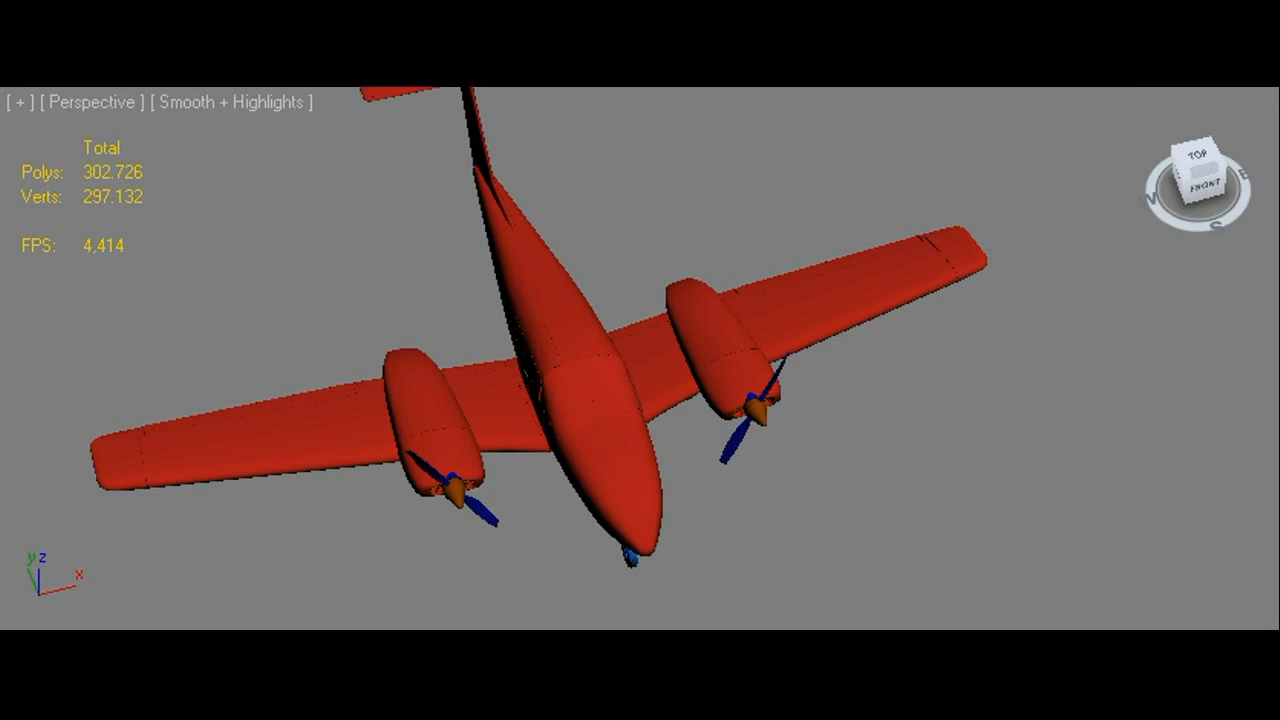 [ + ] [ Perspective ] [ Smooth + Highlights ]
Total
Polys: 302.726
Verts: 297.132
FPS: 4,414
TOP
FRONT
W
E
S
y z
x